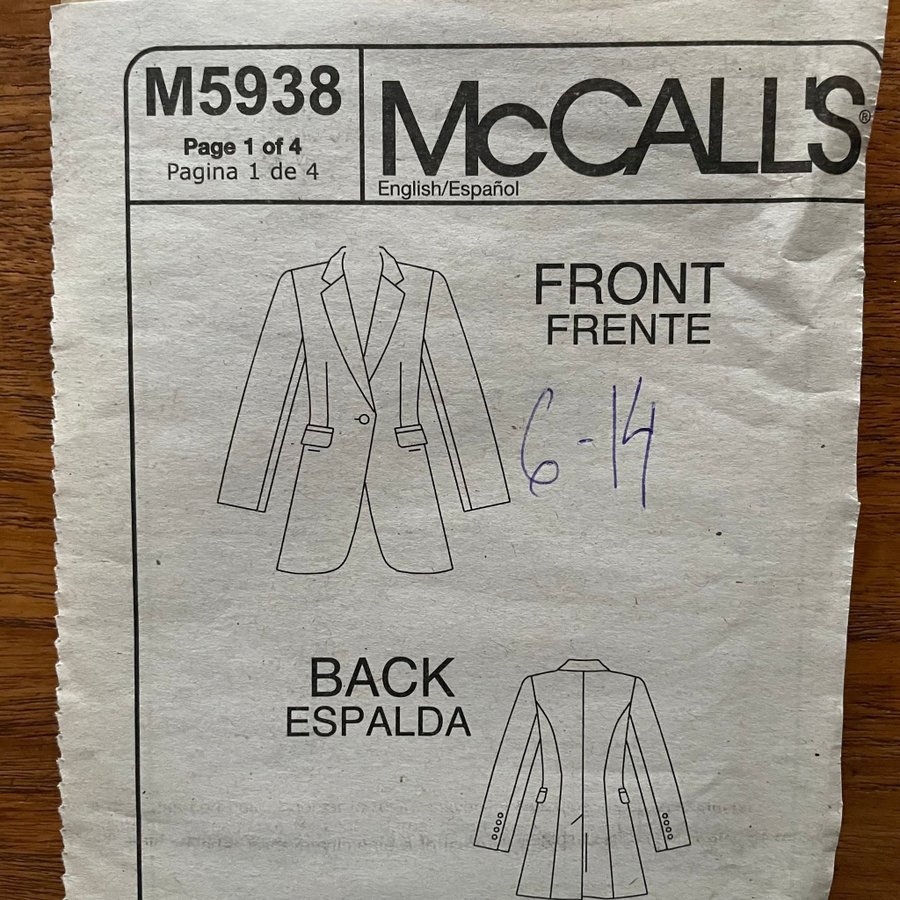 M5938
Page 1 of 4
Pagina 1 de 4
McCALL'S®
English/Español
FRONT
FRENTE
6-14
BACK
ESPALDA